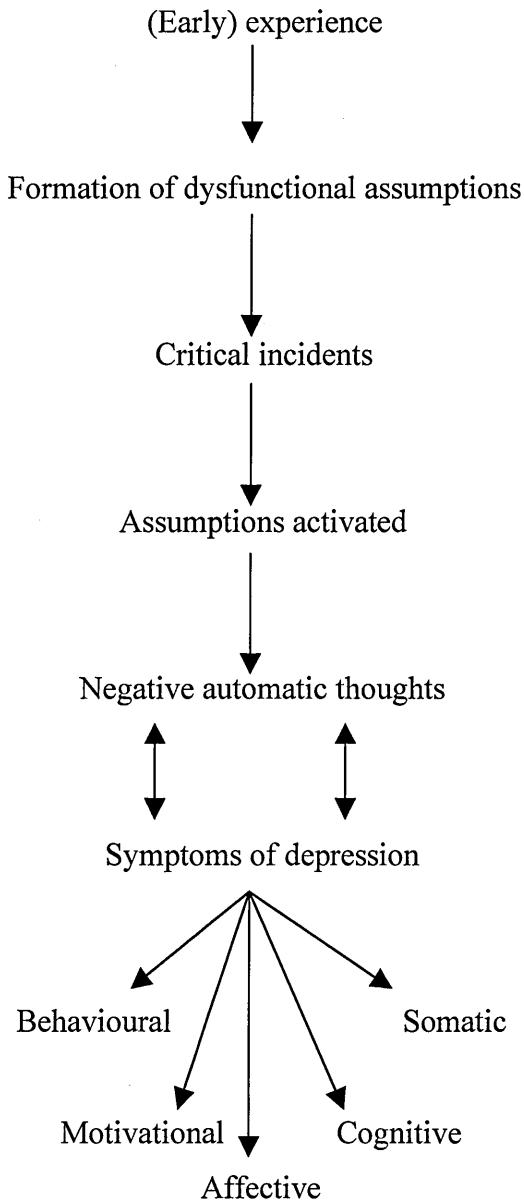 (Early) experience
Formation of dysfunctional assumptions
Critical incidents
Assumptions activated
Negative automatic thoughts
Symptoms of depression
Behavioural
Somatic
Motivational
Cognitive
Affective